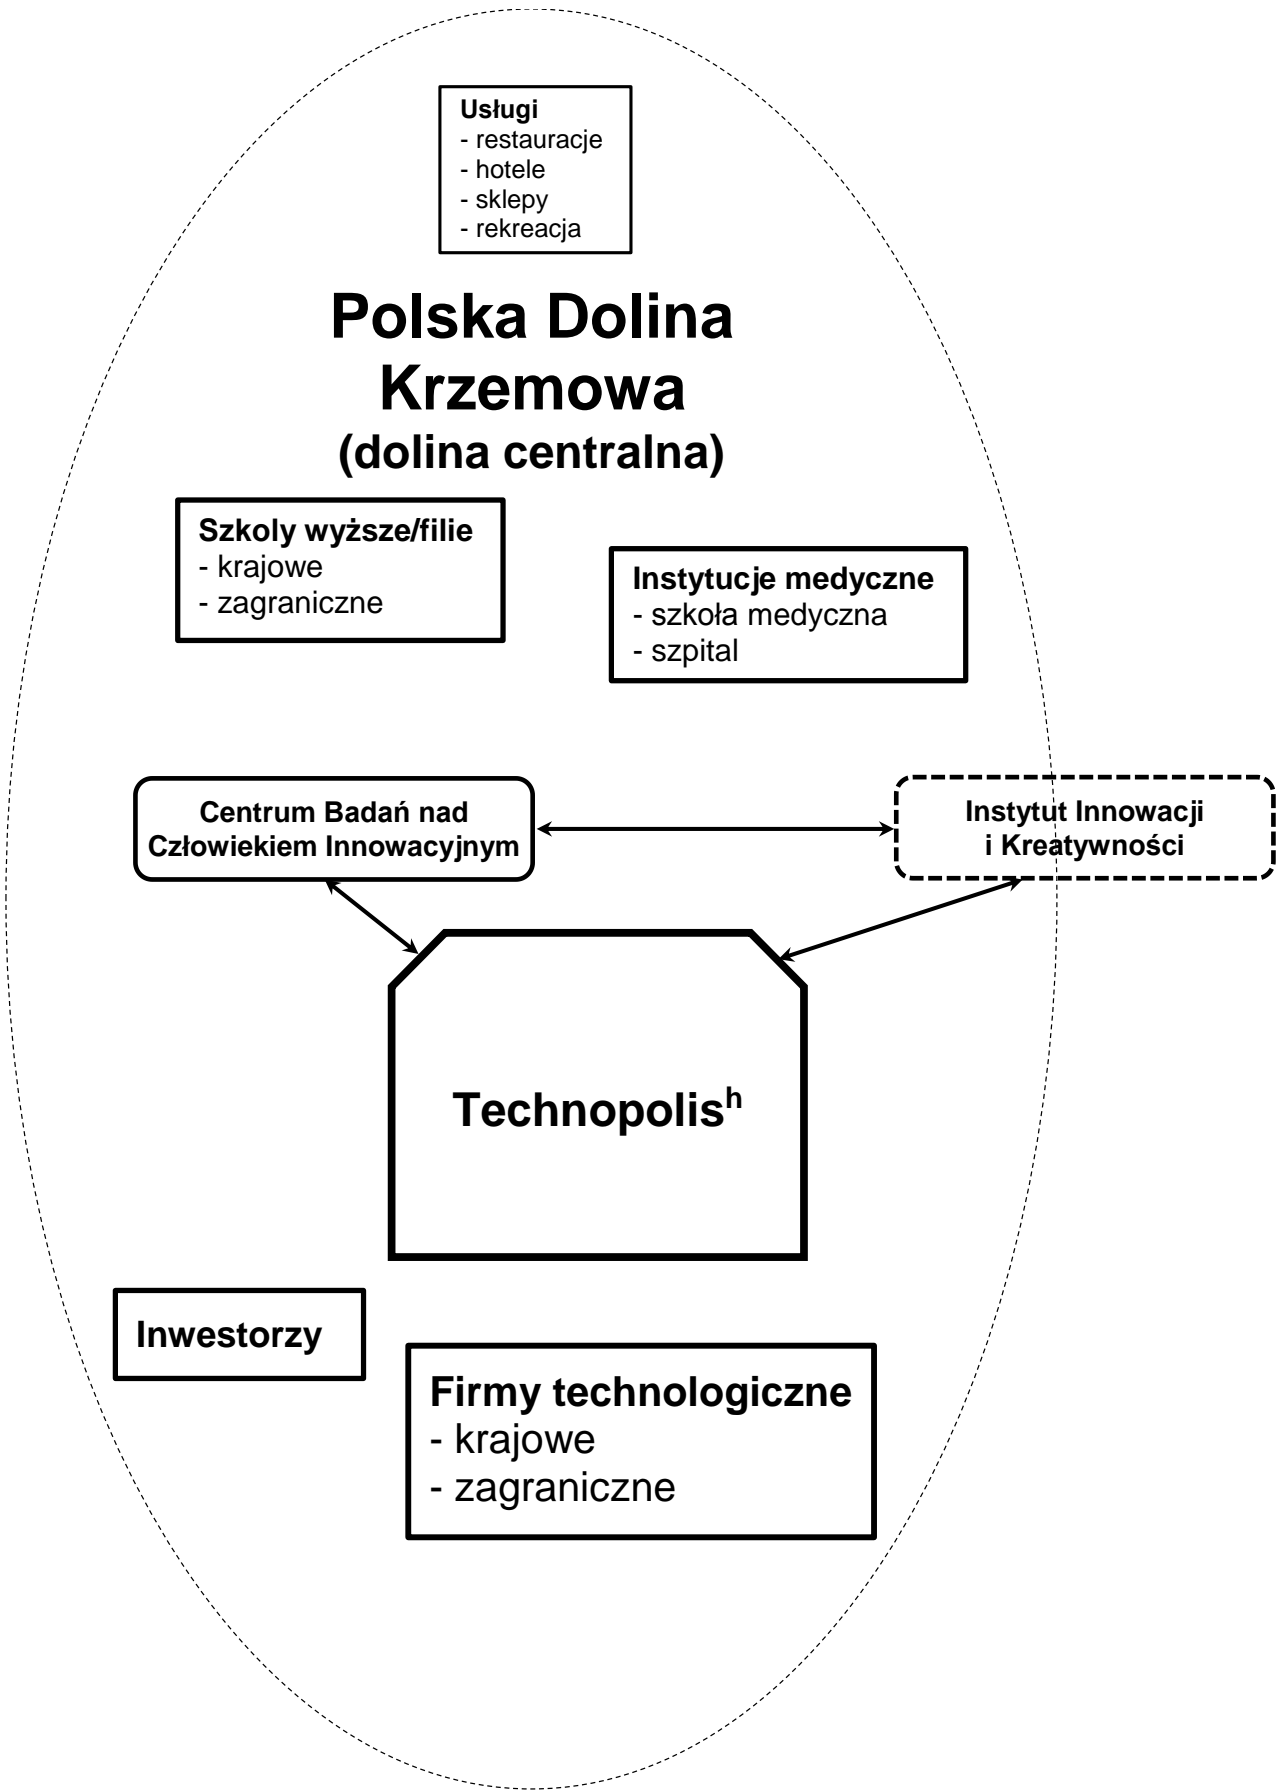 Usługi
- restauracje
- hotele
- sklepy
- rekreacja
Polska Dolina
Krzemowa
(dolina centralna)
Szkoly wyższe/filie
- krajowe
- zagraniczne
Instytucje medyczne
- szkoła medyczna
- szpital
Centrum Badań nad
Człowiekiem Innowacyjnym
Instytut Innowacji
i Kreatywności
Technopolisʰ
Inwestorzy
Firmy technologiczne
- krajowe
- zagraniczne